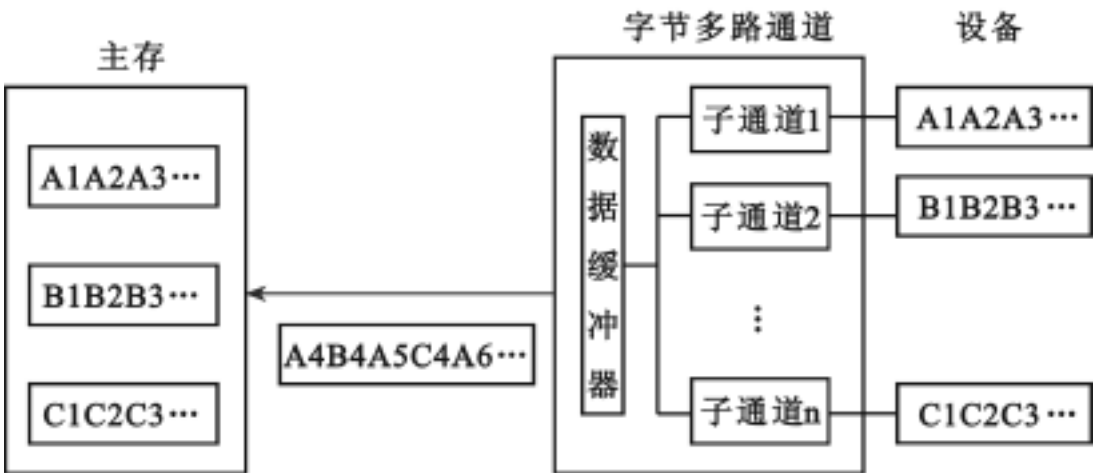 主存
字节多路通道
设备
A1A2A3…
B1B2B3…
C1C2C3…
A4B4A5C4A6…
数据缓冲器
子通道1
子通道2
⋮
子通道n
A1A2A3…
B1B2B3…
C1C2C3…